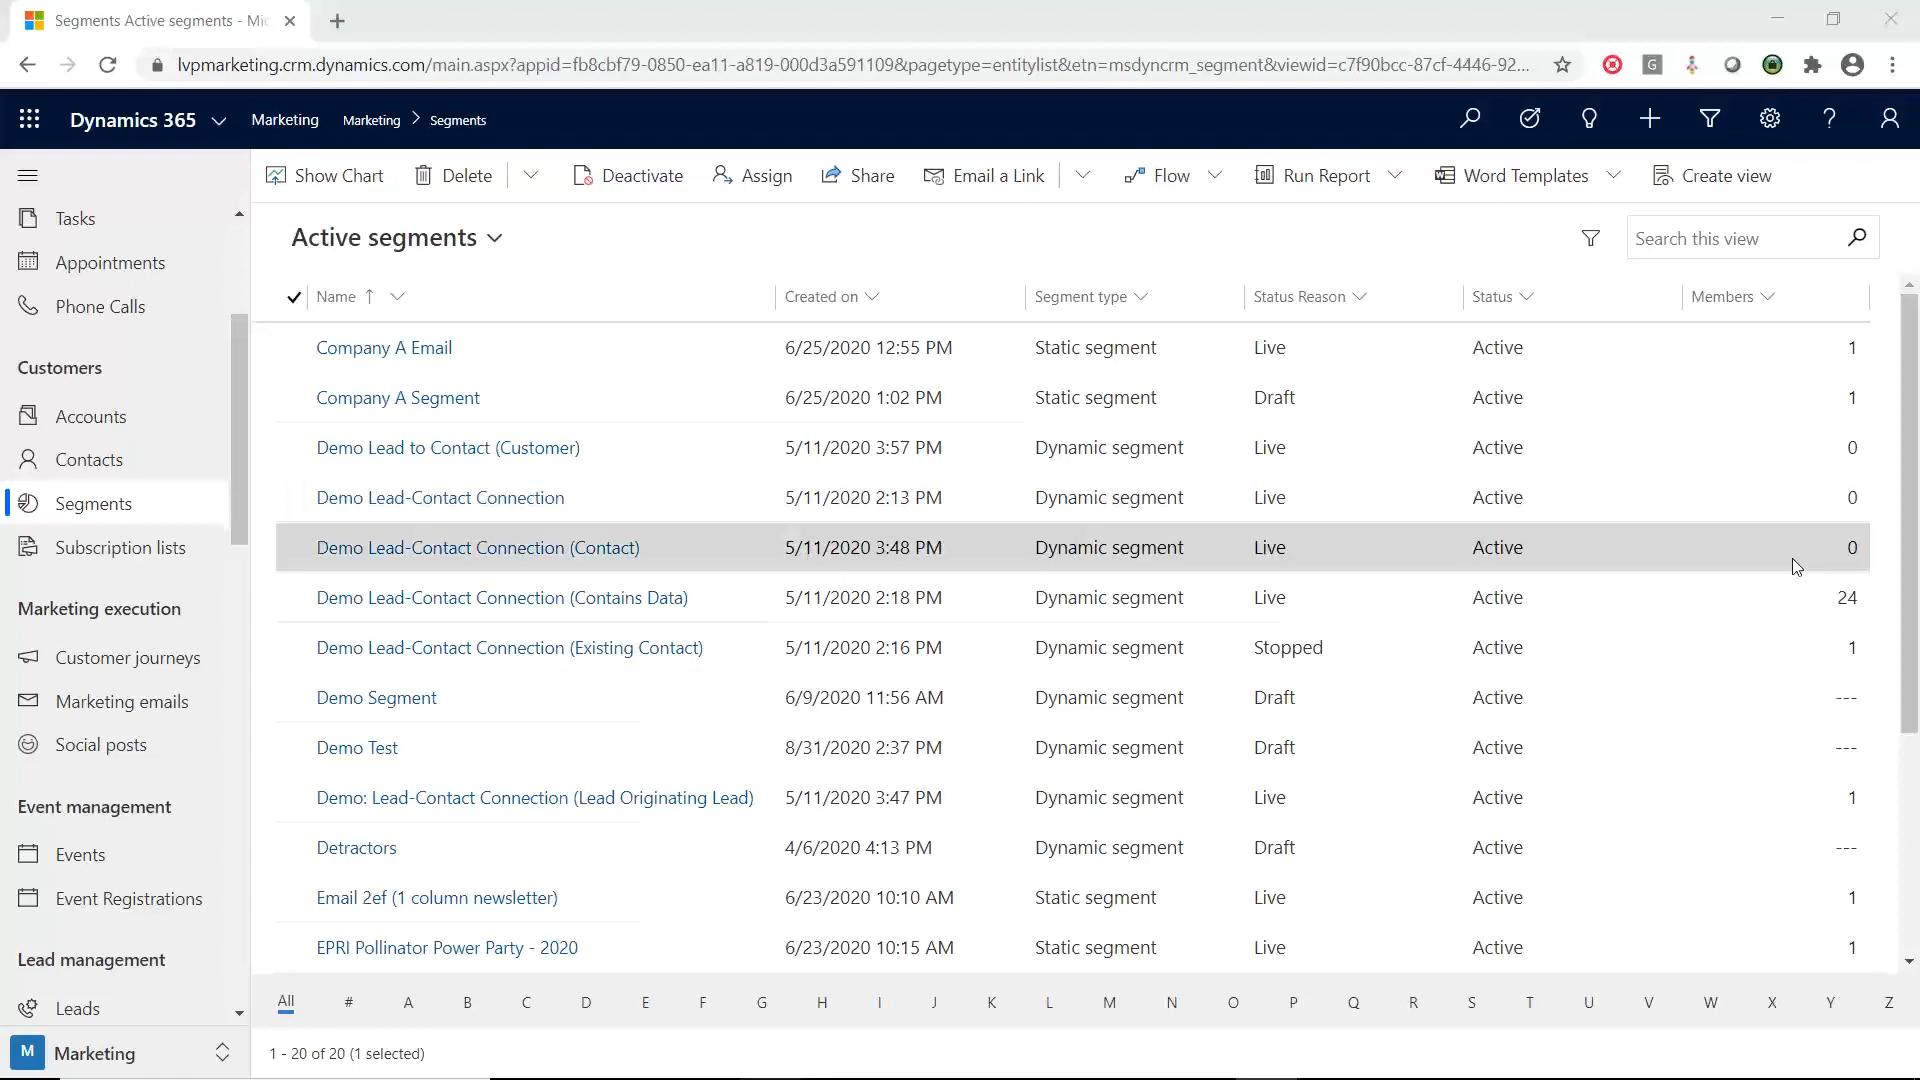 Segments Active segments - Mic
lvpmarketing.crm.dynamics.com/main.aspx?appid=fb8cbf79-0850-ea11-a819-000d3a591109&pagetype=entitylist&etn=msdyncrm_segment&viewid=c7f90bcc-87cf-4446-92...
Dynamics 365 Marketing Marketing > Segments
Show Chart Delete Deactivate Assign Share Email a Link Flow Run Report Word Templates Create view
Tasks
Appointments
Phone Calls
Customers
Accounts
Contacts
Segments
Subscription lists
Marketing execution
Customer journeys
Marketing emails
Social posts
Event management
Events
Event Registrations
Lead management
Leads
M Marketing
Active segments
Search this view
Name ↑ Created on Segment type Status Reason Status Members
Company A Email 6/25/2020 12:55 PM Static segment Live Active 1
Company A Segment 6/25/2020 1:02 PM Static segment Draft Active 1
Demo Lead to Contact (Customer) 5/11/2020 3:57 PM Dynamic segment Live Active 0
Demo Lead-Contact Connection 5/11/2020 2:13 PM Dynamic segment Live Active 0
Demo Lead-Contact Connection (Contact) 5/11/2020 3:48 PM Dynamic segment Live Active 0
Demo Lead-Contact Connection (Contains Data) 5/11/2020 2:18 PM Dynamic segment Live Active 24
Demo Lead-Contact Connection (Existing Contact) 5/11/2020 2:16 PM Dynamic segment Stopped Active 1
Demo Segment 6/9/2020 11:56 AM Dynamic segment Draft Active ---
Demo Test 8/31/2020 2:37 PM Dynamic segment Draft Active ---
Demo: Lead-Contact Connection (Lead Originating Lead) 5/11/2020 3:47 PM Dynamic segment Live Active 1
Detractors 4/6/2020 4:13 PM Dynamic segment Draft Active ---
Email 2ef (1 column newsletter) 6/23/2020 10:10 AM Static segment Live Active 1
EPRI Pollinator Power Party - 2020 6/23/2020 10:15 AM Static segment Live Active 1
All # A B C D E F G H I J K L M N O P Q R S T U V W X Y Z
1 - 20 of 20 (1 selected)